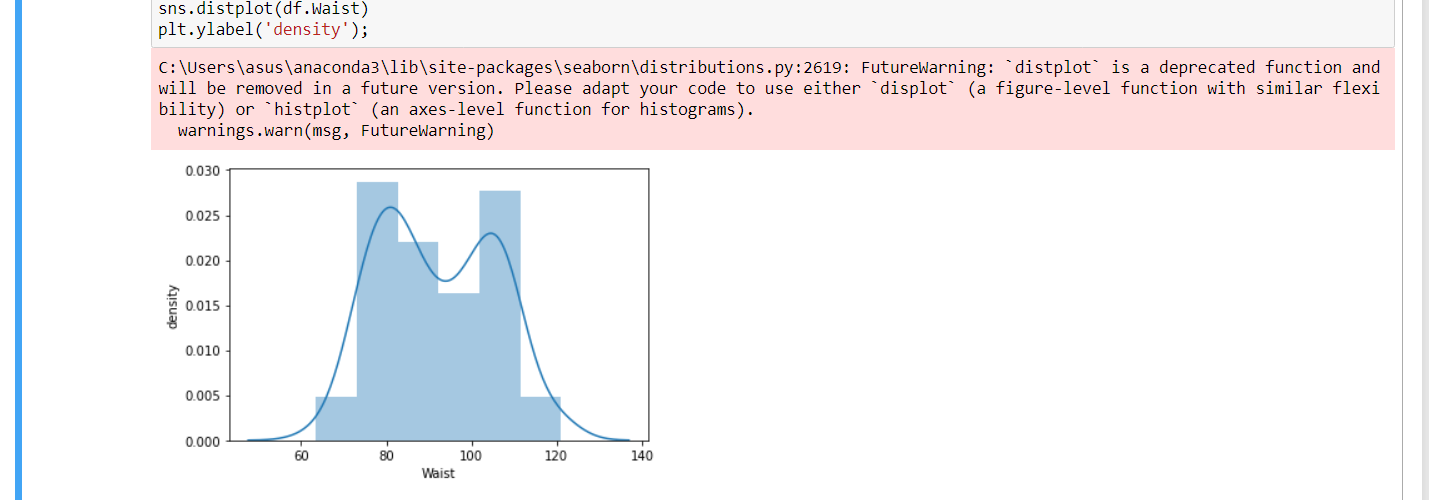 sns.distplot(df.Waist)
plt.ylabel('density');
C:\Users\asus\anaconda3\lib\site-packages\seaborn\distributions.py:2619: FutureWarning: `distplot` is a deprecated function and
will be removed in a future version. Please adapt your code to use either `displot` (a figure-level function with similar flexi
bility) or `histplot` (an axes-level function for histograms).
warnings.warn(msg, FutureWarning)
0.030
0.025
0.020
0.015
0.010
0.005
0.000
density
60 80 100 120 140
Waist